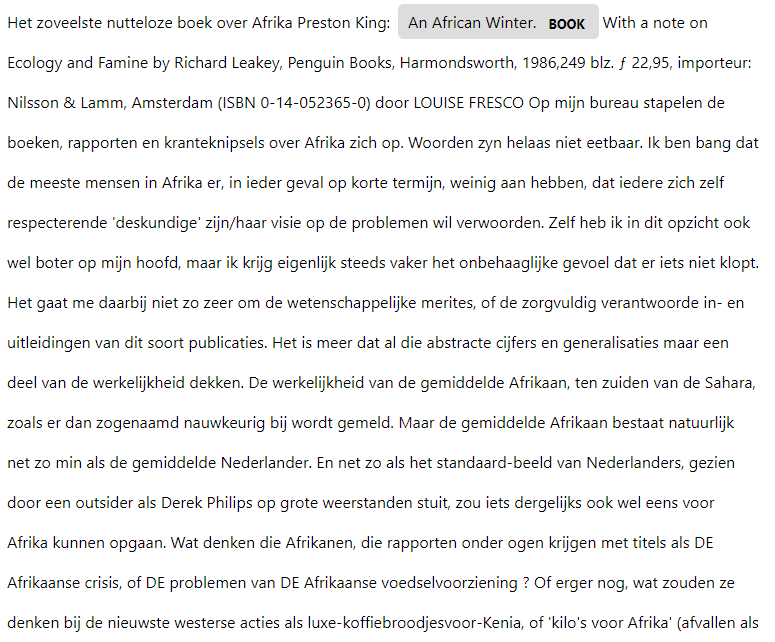 Het zoveelste nutteloze boek over Afrika Preston King: An African Winter. BOOK With a note on
Ecology and Famine by Richard Leakey, Penguin Books, Harmondsworth, 1986,249 blz. ƒ 22,95, importeur:
Nilsson & Lamm, Amsterdam (ISBN 0-14-052365-0) door LOUISE FRESCO Op mijn bureau stapelen de
boeken, rapporten en kranteknipsels over Afrika zich op. Woorden zyn helaas niet eetbaar. Ik ben bang dat
de meeste mensen in Afrika er, in ieder geval op korte termijn, weinig aan hebben, dat iedere zich zelf
respecterende 'deskundige' zijn/haar visie op de problemen wil verwoorden. Zelf heb ik in dit opzicht ook
wel boter op mijn hoofd, maar ik krijg eigenlijk steeds vaker het onbehaaglijke gevoel dat er iets niet klopt.
Het gaat me daarbij niet zo zeer om de wetenschappelijke merites, of de zorgvuldig verantwoorde in- en
uitleidingen van dit soort publicaties. Het is meer dat al die abstracte cijfers en generalisaties maar een
deel van de werkelijkheid dekken. De werkelijkheid van de gemiddelde Afrikaan, ten zuiden van de Sahara,
zoals er dan zogenaamd nauwkeurig bij wordt gemeld. Maar de gemiddelde Afrikaan bestaat natuurlijk
net zo min als de gemiddelde Nederlander. En net zo als het standaard-beeld van Nederlanders, gezien
door een outsider als Derek Philips op grote weerstanden stuit, zou iets dergelijks ook wel eens voor
Afrika kunnen opgaan. Wat denken die Afrikanen, die rapporten onder ogen krijgen met titels als DE
Afrikaanse crisis, of DE problemen van DE Afrikaanse voedselvoorziening ? Of erger nog, wat zouden ze
denken bij de nieuwste westerse acties als luxe-koffiebroodjesvoor-Kenia, of 'kilo's voor Afrika' (afvallen als